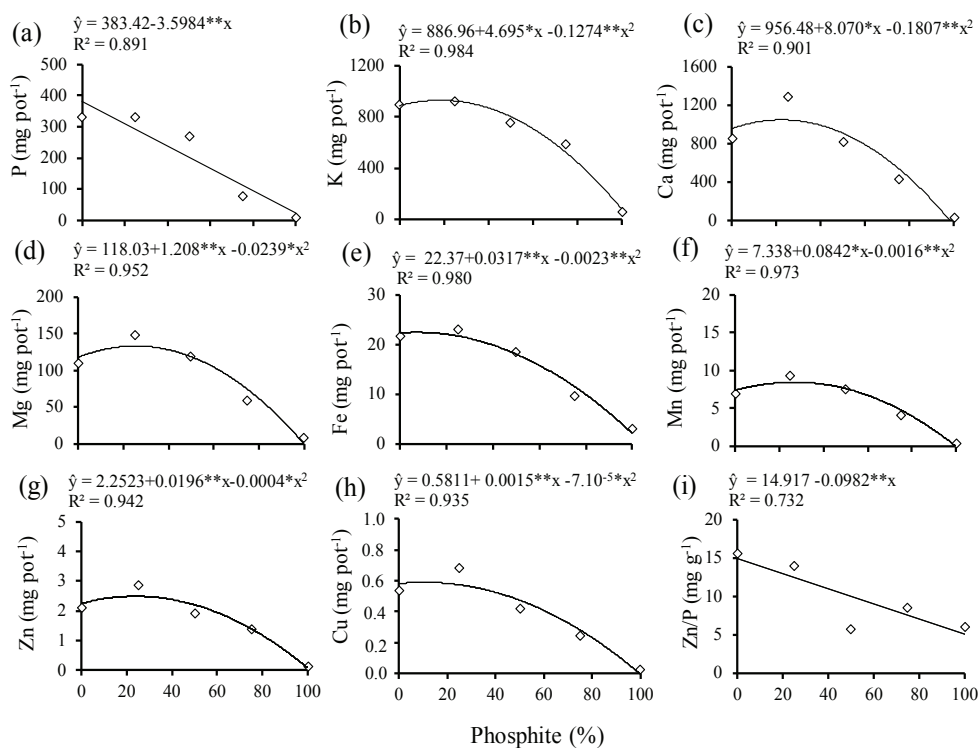 (a)
ŷ = 383.42-3.5984**x
R² = 0.891
500
400
300
200
100
0
P (mg pot⁻¹)
(b)
ŷ = 886.96+4.695*x -0.1274**x²
R² = 0.984
1200
800
400
0
K (mg pot⁻¹)
(c)
ŷ = 956.48+8.070*x -0.1807**x²
R² = 0.901
1600
1200
800
400
0
Ca (mg pot⁻¹)
(d)
ŷ = 118.03+1.208**x -0.0239*x²
R² = 0.952
200
150
100
50
0
Mg (mg pot⁻¹)
(e)
ŷ = 22.37+0.0317**x -0.0023**x²
R² = 0.980
30
20
10
0
Fe (mg pot⁻¹)
(f)
ŷ = 7.338+0.0842*x-0.0016**x²
R² = 0.973
20
15
10
5
0
Mn (mg pot⁻¹)
(g)
ŷ = 2.2523+0.0196**x-0.0004*x²
R² = 0.942
5
4
3
2
1
0
Zn (mg pot⁻¹)
0 20 40 60 80 100
(h)
ŷ = 0.5811+ 0.0015**x -7.10⁻⁵*x²
R² = 0.935
1.0
0.8
0.6
0.4
0.2
0.0
Cu (mg pot⁻¹)
0 20 40 60 80 100
(i)
ŷ = 14.917 -0.0982**x
R² = 0.732
20
15
10
5
0
Zn/P (mg g⁻¹)
0 20 40 60 80 100
Phosphite (%)